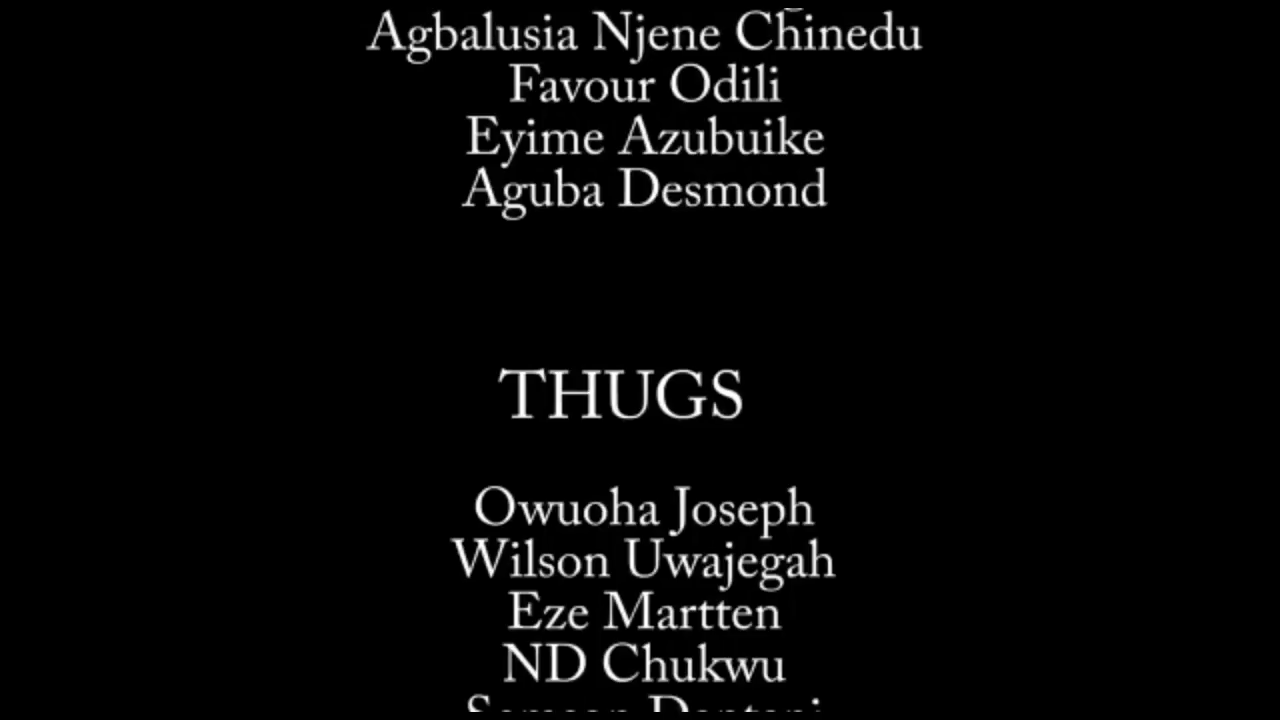 Agbalusia Njene Chinedu
Favour Odili
Eyime Azubuike
Aguba Desmond
THUGS
Owuoha Joseph
Wilson Uwajegah
Eze Martten
ND Chukwu